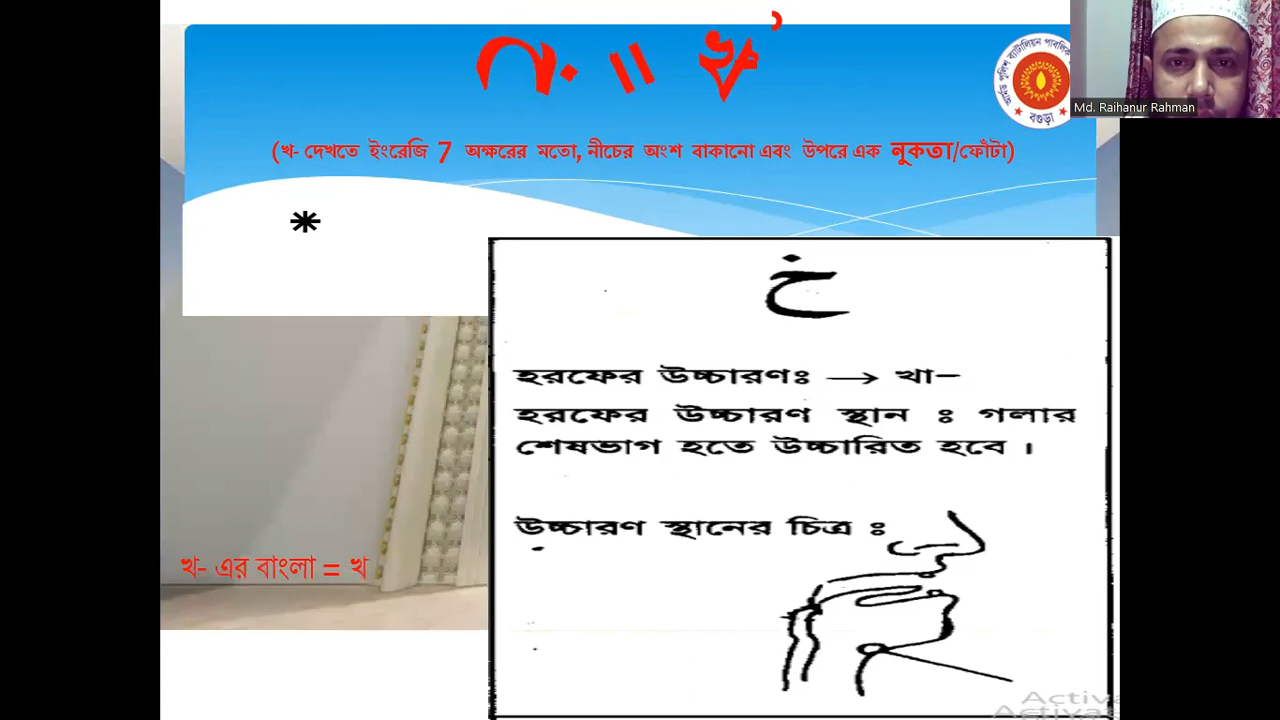 Md. Raihanur Rahman
বগুড়া
(খ- দেখতে ইংরেজি 7 অক্ষরের মতো, নীচের অংশ বাকানো এবং উপরে এক নুকতা/ফোঁটা)
*
خ
হরফের উচ্চারণঃ → খা-
হরফের উচ্চারণ স্থান ঃ গলার
শেষভাগ হতে উচ্চারিত হবে ।
উচ্চারণ স্থানের চিত্র ঃ
খ- এর বাংলা = খ